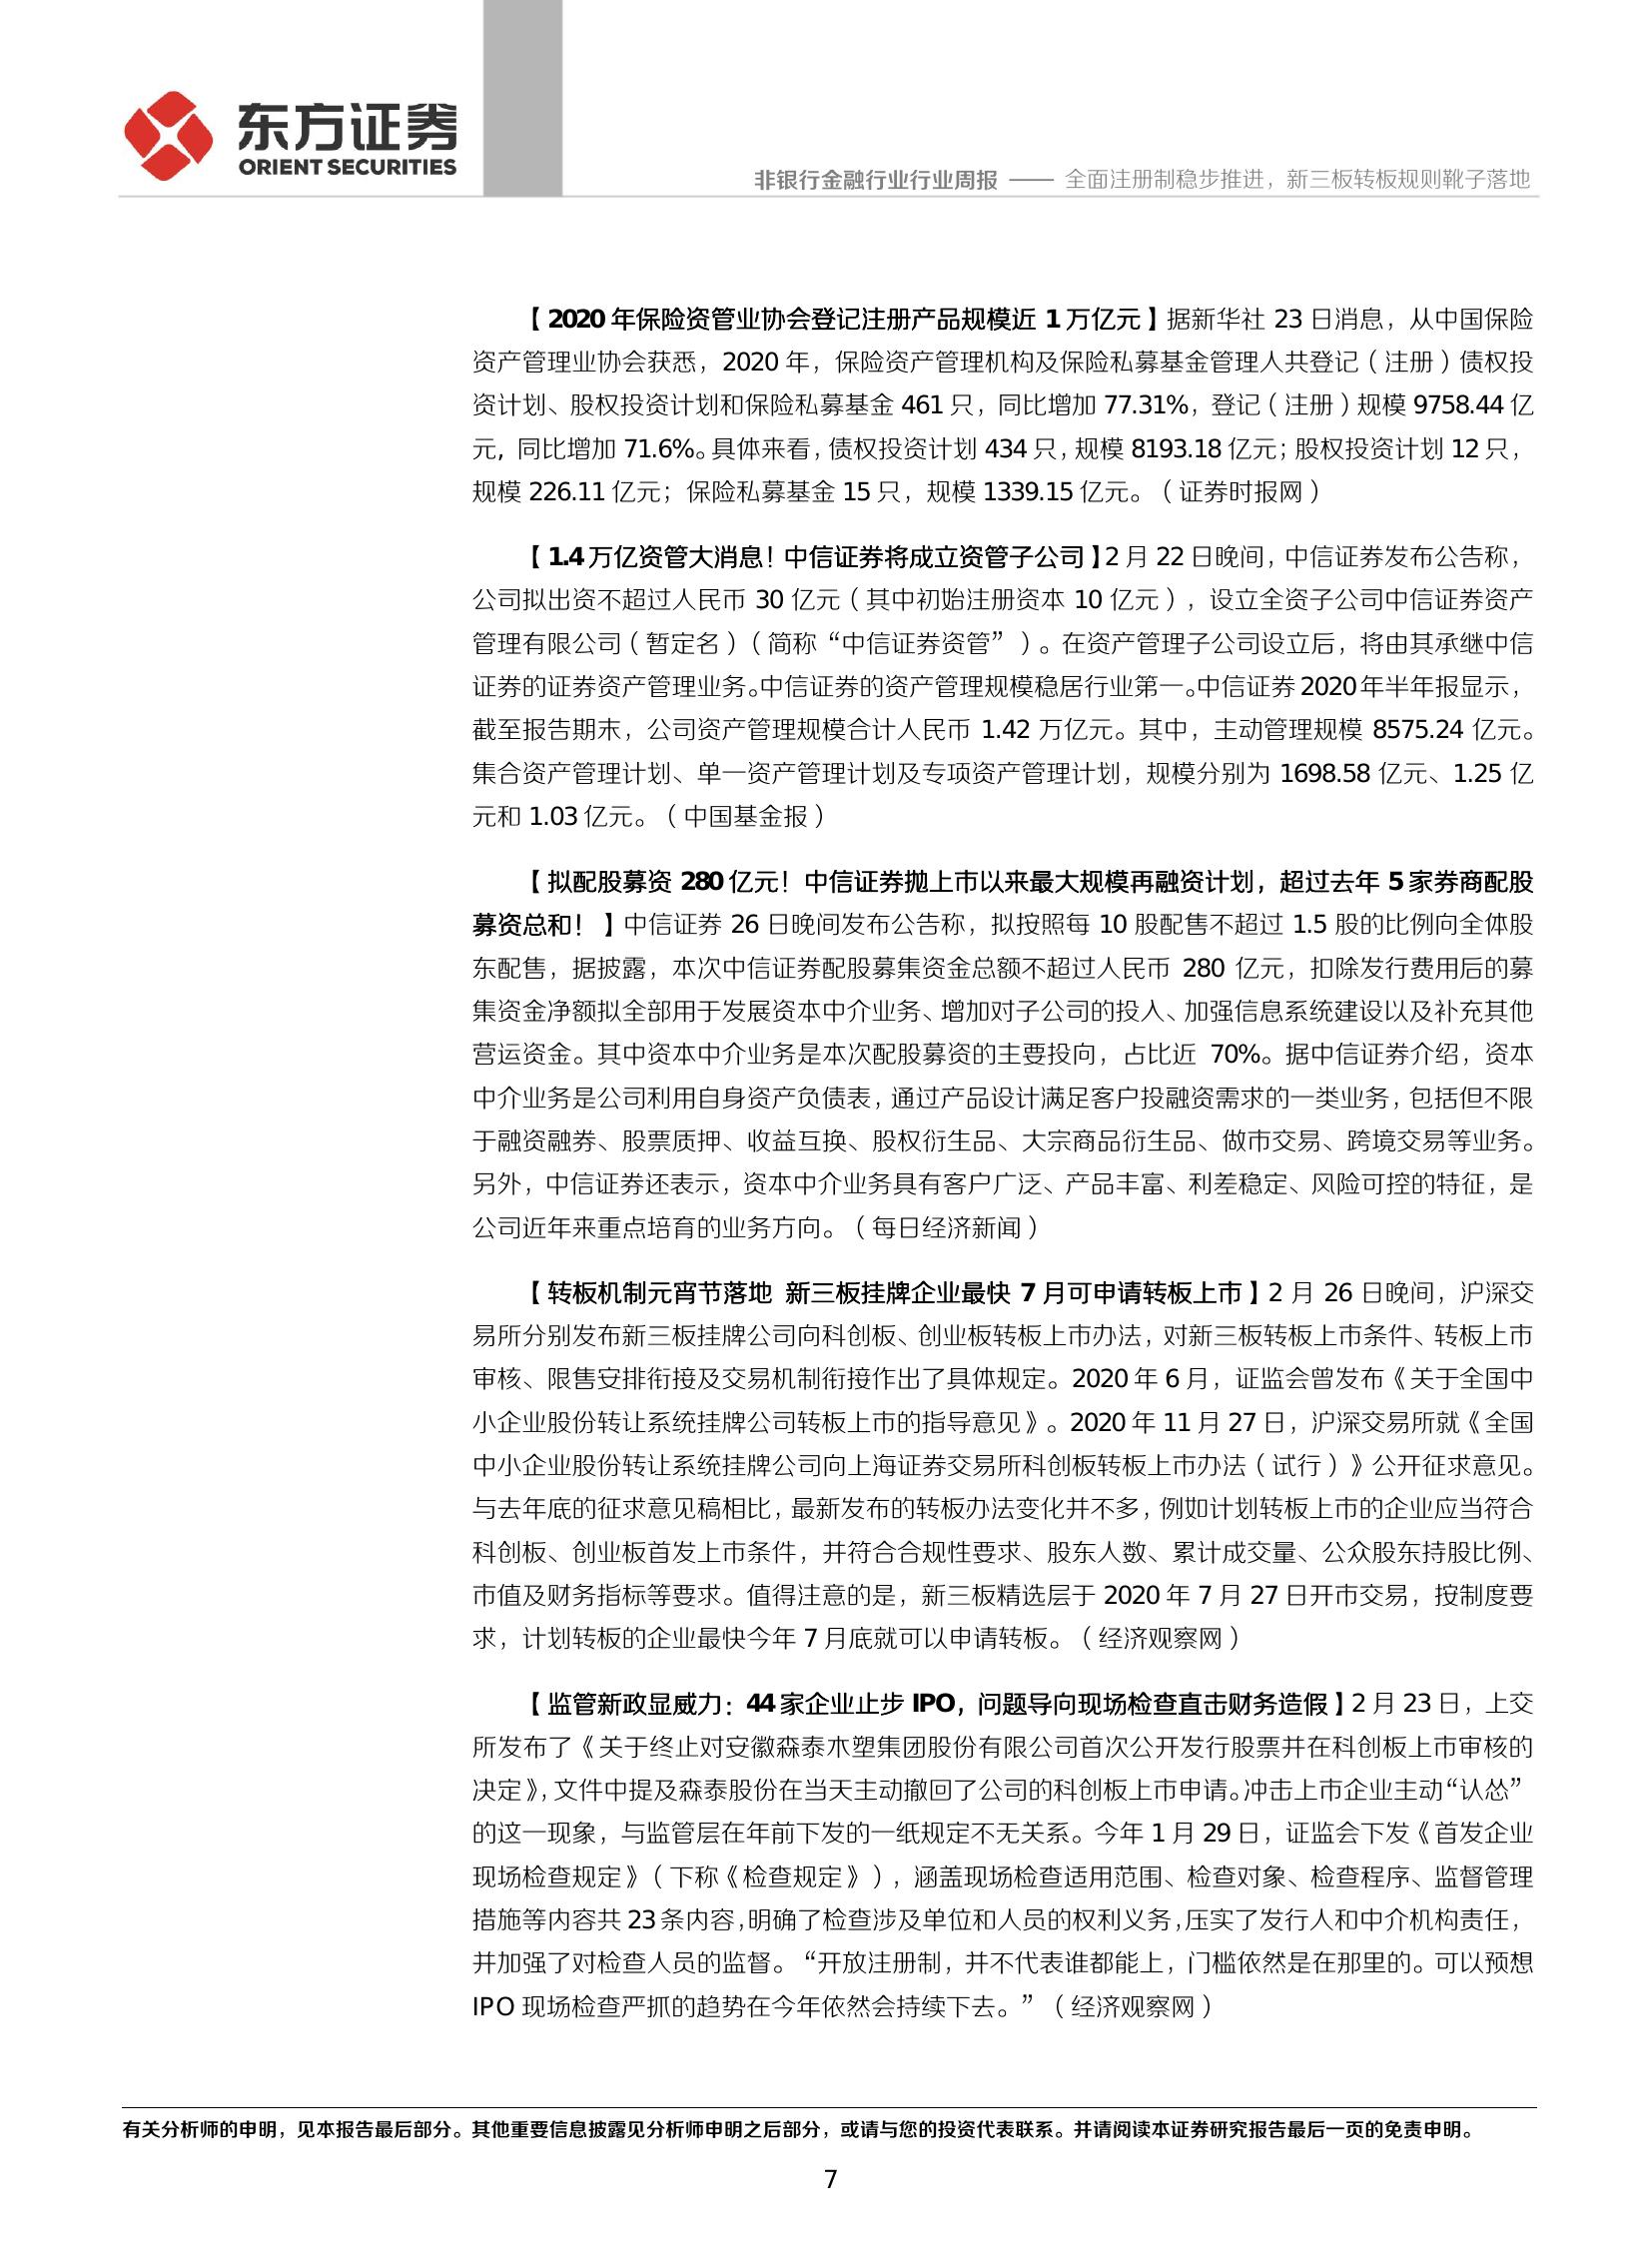 东方证券
ORIENT SECURITIES
非银行金融行业行业周报 —— 全面注册制稳步推进，新三板转板规则靴子落地
【2020 年保险资管业协会登记注册产品规模近 1 万亿元】据新华社 23 日消息，从中国保险
资产管理业协会获悉，2020 年，保险资产管理机构及保险私募基金管理人共登记（注册）债权投
资计划、股权投资计划和保险私募基金 461 只，同比增加 77.31%，登记（注册）规模 9758.44 亿
元，同比增加 71.6%。具体来看，债权投资计划 434 只，规模 8193.18 亿元；股权投资计划 12 只，
规模 226.11 亿元；保险私募基金 15 只，规模 1339.15 亿元。（证券时报网）
【1.4 万亿资管大消息！中信证券将成立资管子公司】2 月 22 日晚间，中信证券发布公告称，
公司拟出资不超过人民币 30 亿元（其中初始注册资本 10 亿元），设立全资子公司中信证券资产
管理有限公司（暂定名）（简称“中信证券资管”）。在资产管理子公司设立后，将由其承继中信
证券的证券资产管理业务。中信证券的资产管理规模稳居行业第一。中信证券 2020 年半年报显示，
截至报告期末，公司资产管理规模合计人民币 1.42 万亿元。其中，主动管理规模 8575.24 亿元。
集合资产管理计划、单一资产管理计划及专项资产管理计划，规模分别为 1698.58 亿元、1.25 亿
元和 1.03 亿元。（中国基金报）
【拟配股募资 280 亿元！中信证券抛上市以来最大规模再融资计划，超过去年 5 家券商配股
募资总和！】中信证券 26 日晚间发布公告称，拟按照每 10 股配售不超过 1.5 股的比例向全体股
东配售，据披露，本次中信证券配股募集资金总额不超过人民币 280 亿元，扣除发行费用后的募
集资金净额拟全部用于发展资本中介业务、增加对子公司的投入、加强信息系统建设以及补充其他
营运资金。其中资本中介业务是本次配股募资的主要投向，占比近 70%。据中信证券介绍，资本
中介业务是公司利用自身资产负债表，通过产品设计满足客户投融资需求的一类业务，包括但不限
于融资融券、股票质押、收益互换、股权衍生品、大宗商品衍生品、做市交易、跨境交易等业务。
另外，中信证券还表示，资本中介业务具有客户广泛、产品丰富、利差稳定、风险可控的特征，是
公司近年来重点培育的业务方向。（每日经济新闻）
【转板机制元宵节落地 新三板挂牌企业最快 7 月可申请转板上市】2 月 26 日晚间，沪深交
易所分别发布新三板挂牌公司向科创板、创业板转板上市办法，对新三板转板上市条件、转板上市
审核、限售安排衔接及交易机制衔接作出了具体规定。2020 年 6 月，证监会曾发布《关于全国中
小企业股份转让系统挂牌公司转板上市的指导意见》。2020 年 11 月 27 日，沪深交易所就《全国
中小企业股份转让系统挂牌公司向上海证券交易所科创板转板上市办法（试行）》公开征求意见。
与去年底的征求意见稿相比，最新发布的转板办法变化并不多，例如计划转板上市的企业应当符合
科创板、创业板首发上市条件，并符合合规性要求、股东人数、累计成交量、公众股东持股比例、
市值及财务指标等要求。值得注意的是，新三板精选层于 2020 年 7 月 27 日开市交易，按制度要
求，计划转板的企业最快今年 7 月底就可以申请转板。（经济观察网）
【监管新政显威力：44 家企业止步 IPO，问题导向现场检查直击财务造假】2 月 23 日，上交
所发布了《关于终止对安徽森泰木塑集团股份有限公司首次公开发行股票并在科创板上市审核的
决定》，文件中提及森泰股份在当天主动撤回了公司的科创板上市申请。冲击上市企业主动“认怂”
的这一现象，与监管层在年前下发的一纸规定不无关系。今年 1 月 29 日，证监会下发《首发企业
现场检查规定》（下称《检查规定》），涵盖现场检查适用范围、检查对象、检查程序、监督管理
措施等内容共 23 条内容，明确了检查涉及单位和人员的权利义务，压实了发行人和中介机构责任，
并加强了对检查人员的监督。“开放注册制，并不代表谁都能上，门槛依然是在那里的。可以预想
IPO 现场检查严抓的趋势在今年依然会持续下去。”（经济观察网）
有关分析师的申明，见本报告最后部分。其他重要信息披露见分析师申明之后部分，或请与您的投资代表联系。并请阅读本证券研究报告最后一页的免责申明。
7